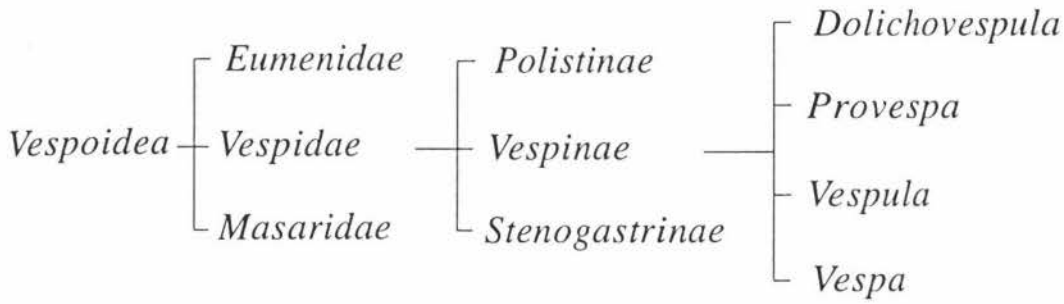 Dolichovespula
Eumenidae Polistinae
Provespa
Vespoidea Vespidae Vespinae
Vespula
Masaridae Stenogastrinae
Vespa